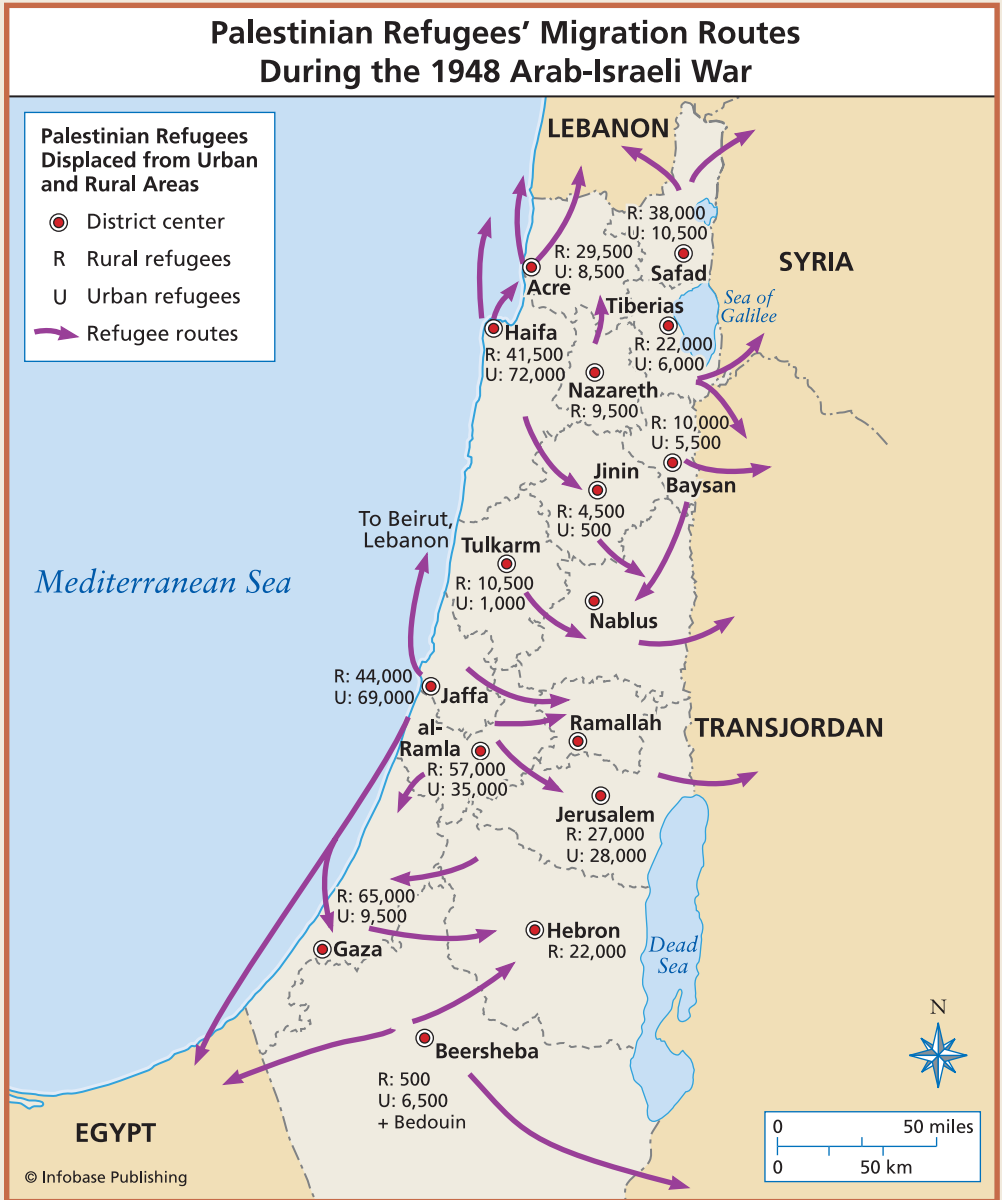 Palestinian Refugees’ Migration Routes
During the 1948 Arab-Israeli War
Palestinian Refugees
Displaced from Urban
and Rural Areas
District center
R Rural refugees
U Urban refugees
Refugee routes
LEBANON
SYRIA
R: 38,000
U: 10,500
Safad
R: 29,500
U: 8,500
Acre
Tiberias
R: 22,000
U: 6,000
Sea of
Galilee
Haifa
R: 41,500
U: 72,000
Nazareth
R: 9,500
R: 10,000
U: 5,500
Baysan
Jinin
R: 4,500
U: 500
To Beirut,
Lebanon
Tulkarm
R: 10,500
U: 1,000
Mediterranean Sea
Nablus
R: 44,000
U: 69,000
Jaffa
al-
Ramla
R: 57,000
U: 35,000
Ramallah
TRANSJORDAN
Jerusalem
R: 27,000
U: 28,000
R: 65,000
U: 9,500
Gaza
Hebron
R: 22,000
Dead
Sea
Beersheba
R: 500
U: 6,500
+ Bedouin
N
EGYPT
0 50 miles
0 50 km
© Infobase Publishing